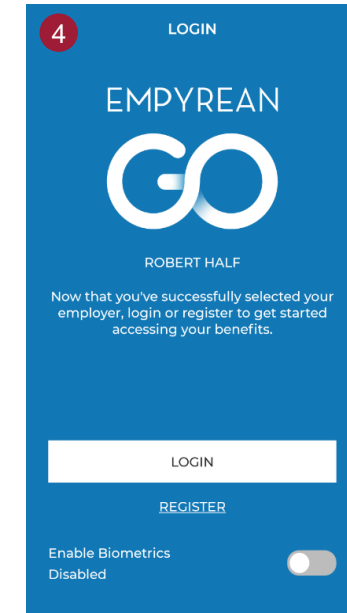 4
LOGIN
EMPYREAN
GO
ROBERT HALF
Now that you've successfully selected your
employer, login or register to get started
accessing your benefits.
LOGIN
REGISTER
Enable Biometrics
Disabled